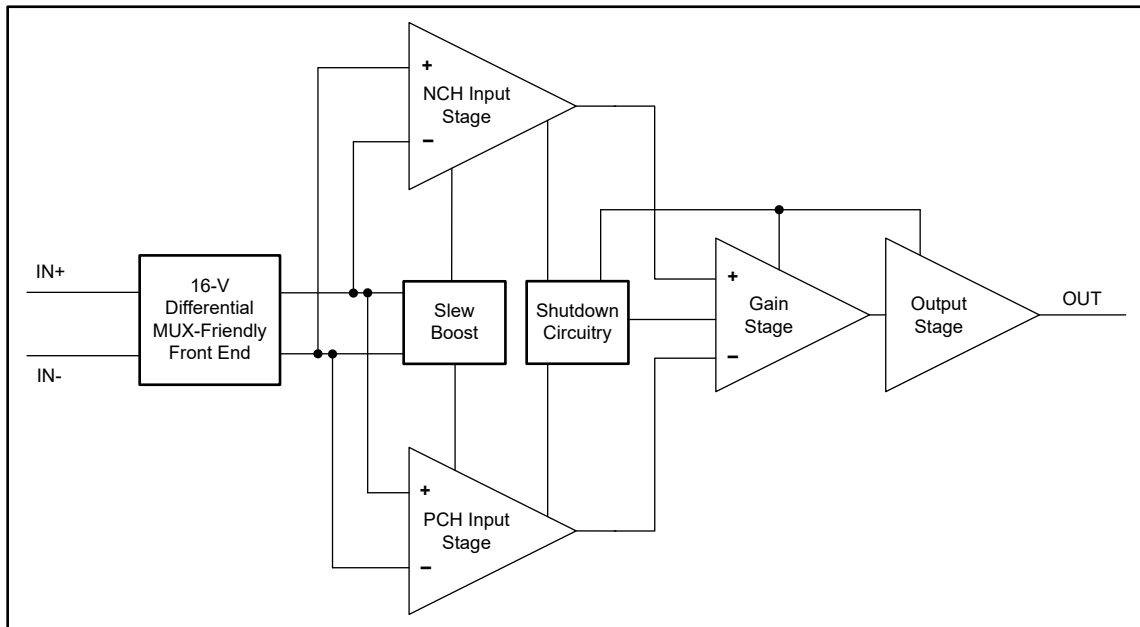 +
NCH Input
Stage
−
IN+
IN-
16-V
Differential
MUX-Friendly
Front End
Slew
Boost
Shutdown
Circuitry
+
Gain
Stage
−
Output
Stage
OUT
+
PCH Input
Stage
−